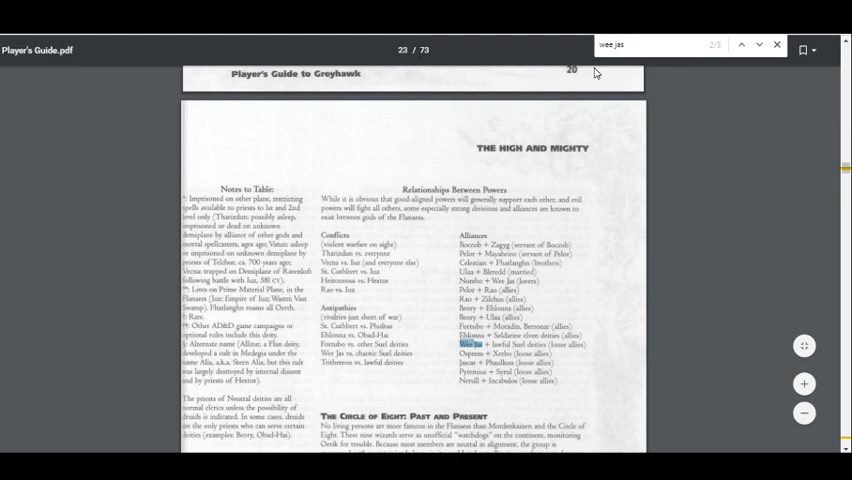 Player's Guide.pdf
23 / 73
wee jas
2/3
Player's Guide to Greyhawk
20
THE HIGH AND MIGHTY
Notes to Table:
*: Imprisoned on other plane, restricting
spells available to priests to 1st and 2nd
level only (Tharizdun: possibly asleep,
imprisoned or dead on unknown
demiplane by alliance of other gods and
mortal spellcasters, ages ago; Vatun: asleep
or imprisoned on unknown demiplane by
priests of Telchur, ca. 700 years ago;
Vecna: trapped on Demiplane of Ravenloft
following battle with Iuz, 581 CY).
**: Lives on Prime Material Plane, in the
Flanaess (Iuz: Empire of Iuz; Wastri: Vast
Swamp). Fharlanghn roams all Oerth.
†: Rare.
††: Other AD&D game campaigns or
optional rules include this deity.
§: Alternate name (Allitur, a Flan deity,
developed a cult in Medegia under the
name Alia, a.k.a. Stern Alia, but this cult
was largely destroyed by internal dissent
and by priests of Hextor).
The priests of Neutral deities are all
normal clerics unless the possibility of
druids is indicated. In some cases, druids
are the only priests who can serve certain
deities (examples: Beory, Obad-Hai).
Relationships Between Powers
While it is obvious that good-aligned powers will generally support each other, and evil
powers will fight all others, some especially strong divisions and alliances are known to
exist between gods of the Flanaess.
Conflicts
(violent warfare on sight)
Tharizdun vs. everyone
Vecna vs. Iuz (and everyone else)
St. Cuthbert vs. Iuz
Heironeous vs. Hextor
Rao vs. Iuz
Antipathies
(rivalries just short of war)
St. Cuthbert vs. Pholtus
Ehlonna vs. Obad-Hai
Fortubo vs. other Suel deities
Wee Jas vs. chaotic Suel deities
Trithereon vs. lawful deities
Alliances
Boccob + Zagyg (servant of Boccob)
Pelor + Mayaheine (servant of Pelor)
Celestian + Fharlanghn (brothers)
Ulaa + Bleredd (married)
Norebo + Wee Jas (lovers)
Pelor + Rao (allies)
Rao + Zilchus (allies)
Beory + Ehlonna (allies)
Beory + Ulaa (allies)
Fortubo + Moradin, Berronar (allies)
Ehlonna + Seldarine elven deities (allies)
Wee Jas + lawful Suel deities (loose allies)
Osprem + Xerbo (loose allies)
Jascar + Phaulkon (loose allies)
Pyremius + Syrul (loose allies)
Nerull + Incabulos (loose allies)
THE CIRCLE OF EIGHT: PAST AND PRESENT
No living persons are more famous in the Flanaess than Mordenkainen and the Circle of
Eight. These nine wizards serve as unofficial "watchdogs" on the continent, monitoring
Oerik for trouble. Because most members are neutral in alignment, the group is